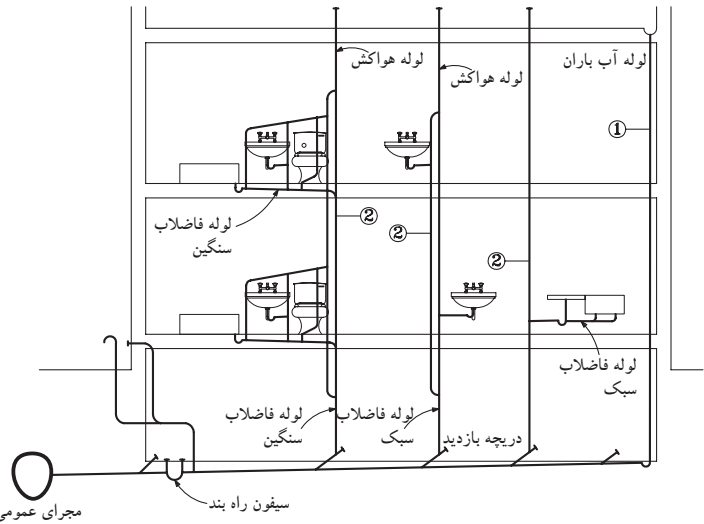 لوله هواکش
لوله هواکش
لوله آب باران
①
②
②
②
لوله فاضلاب
سنگین
لوله فاضلاب
سبک
لوله فاضلاب
سنگین
لوله فاضلاب
سبک
دریچه بازدید
سیفون راه بند
مجرای عمومی